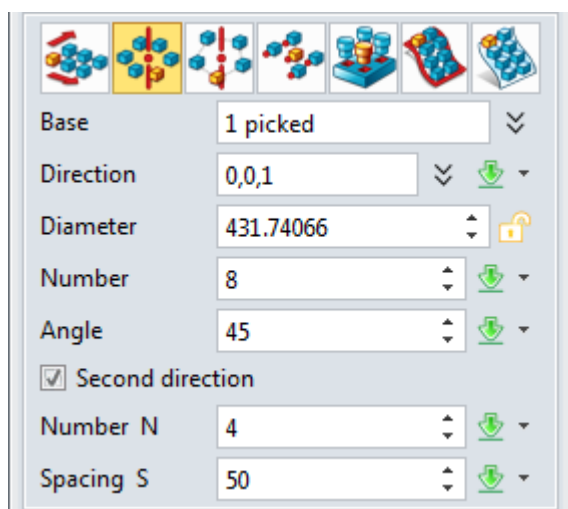 Base 1 picked
Direction 0,0,1
Diameter 431.74066
Number 8
Angle 45
Second direction
Number N 4
Spacing S 50